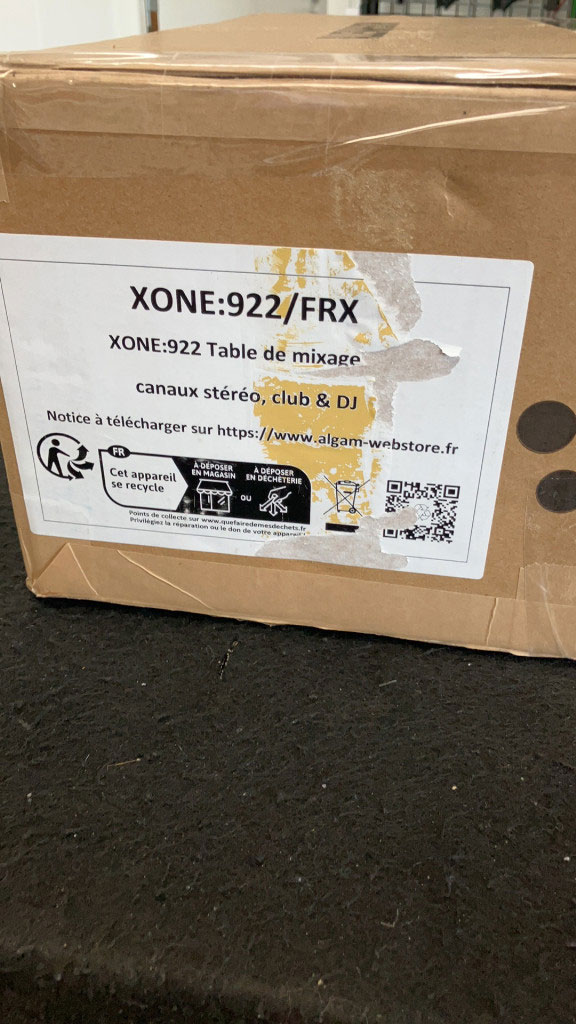 XONE:922/FRX
XONE:922 Table de mixage
canaux stéréo, club & DJ
Notice à télécharger sur https://www.algam-webstore.fr
FR
Cet appareil
se recycle
À DÉPOSER
EN MAGASIN
OU
À DÉPOSER
EN DÉCHÈTERIE
Points de collecte sur www.quefairedemesdechets.fr
Privilégiez la réparation ou le don de votre appareil !